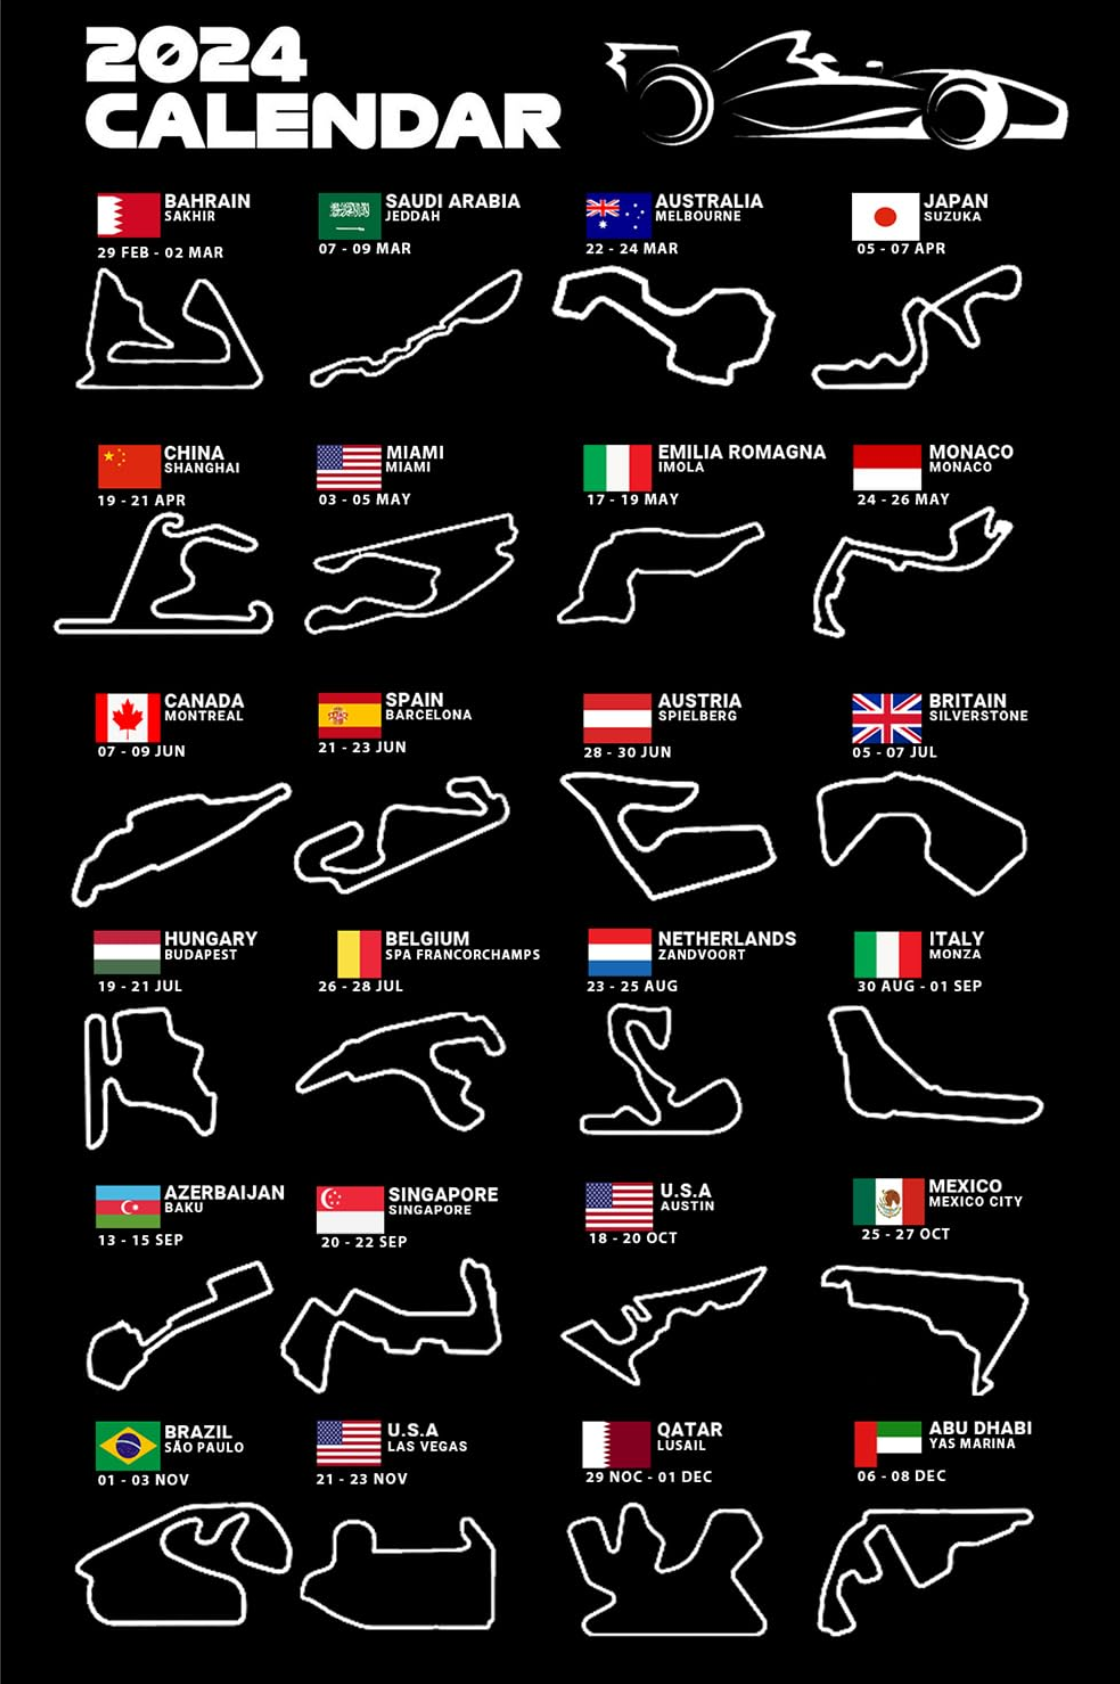 2024
CALENDAR
BAHRAIN
SAKHIR
29 FEB - 02 MAR
SAUDI ARABIA
JEDDAH
07 - 09 MAR
AUSTRALIA
MELBOURNE
22 - 24 MAR
JAPAN
SUZUKA
05 - 07 APR
CHINA
SHANGHAI
19 - 21 APR
MIAMI
MIAMI
03 - 05 MAY
EMILIA ROMAGNA
IMOLA
17 - 19 MAY
MONACO
MONACO
24 - 26 MAY
CANADA
MONTREAL
07 - 09 JUN
SPAIN
BARCELONA
21 - 23 JUN
AUSTRIA
SPIELBERG
28 - 30 JUN
BRITAIN
SILVERSTONE
05 - 07 JUL
HUNGARY
BUDAPEST
19 - 21 JUL
BELGIUM
SPA FRANCORCHAMPS
26 - 28 JUL
NETHERLANDS
ZANDVOORT
23 - 25 AUG
ITALY
MONZA
30 AUG - 01 SEP
AZERBAIJAN
BAKU
13 - 15 SEP
SINGAPORE
SINGAPORE
20 - 22 SEP
U.S.A
AUSTIN
18 - 20 OCT
MEXICO
MEXICO CITY
25 - 27 OCT
BRAZIL
SÃO PAULO
01 - 03 NOV
U.S.A
LAS VEGAS
21 - 23 NOV
QATAR
LUSAIL
29 NOC - 01 DEC
ABU DHABI
YAS MARINA
06 - 08 DEC